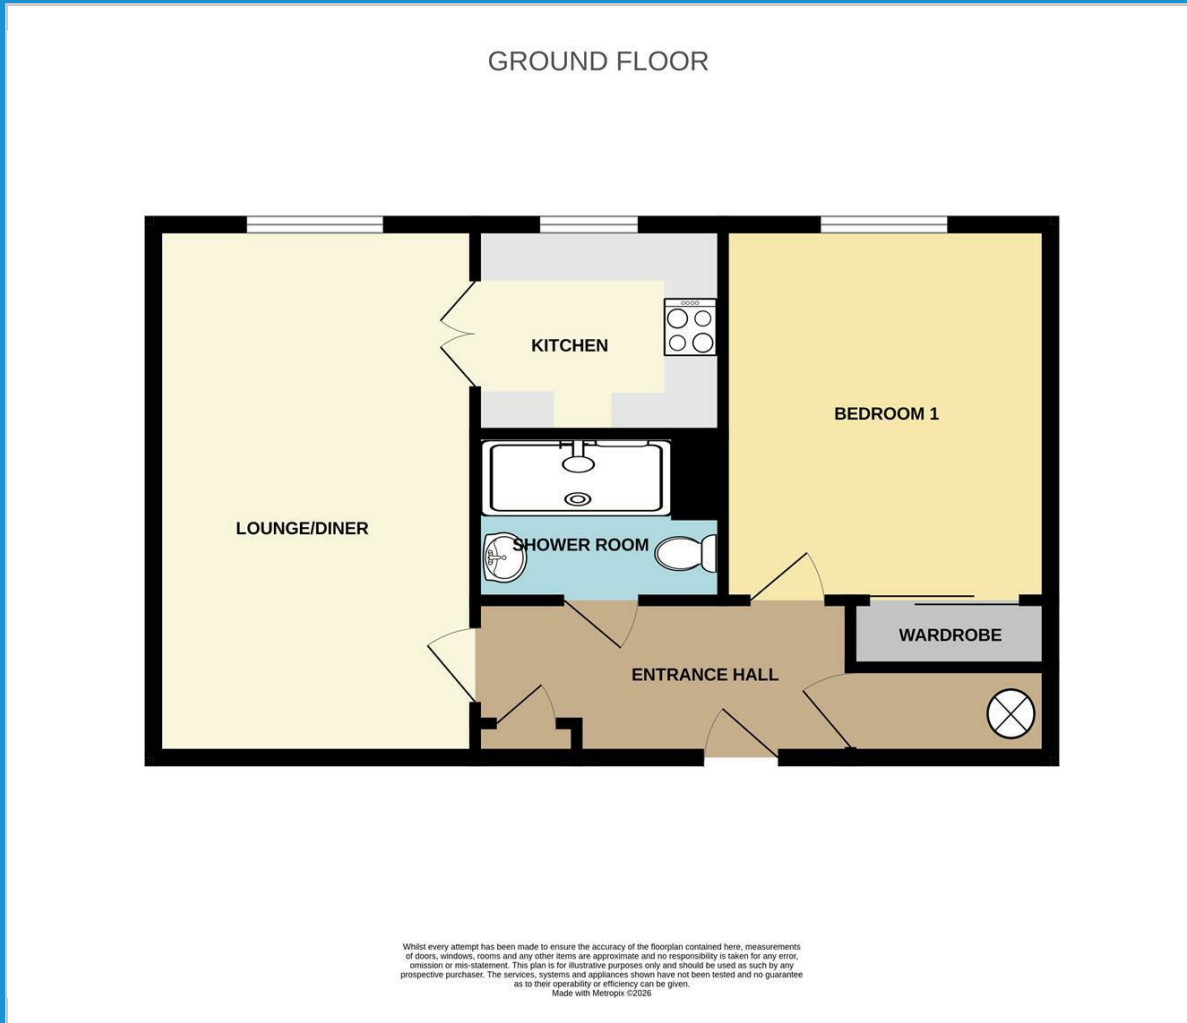 GROUND FLOOR
KITCHEN
BEDROOM 1
LOUNGE/DINER
SHOWER ROOM
WARDROBE
ENTRANCE HALL
Whilst every attempt has been made to ensure the accuracy of the floorplan contained here, measurements
of doors, windows, rooms and any other items are approximate and no responsibility is taken for any error,
omission or mis-statement. This plan is for illustrative purposes only and should be used as such by any
prospective purchaser. The services, systems and appliances shown have not been tested and no guarantee
as to their operability or efficiency can be given.
Made with Metropix ©2026